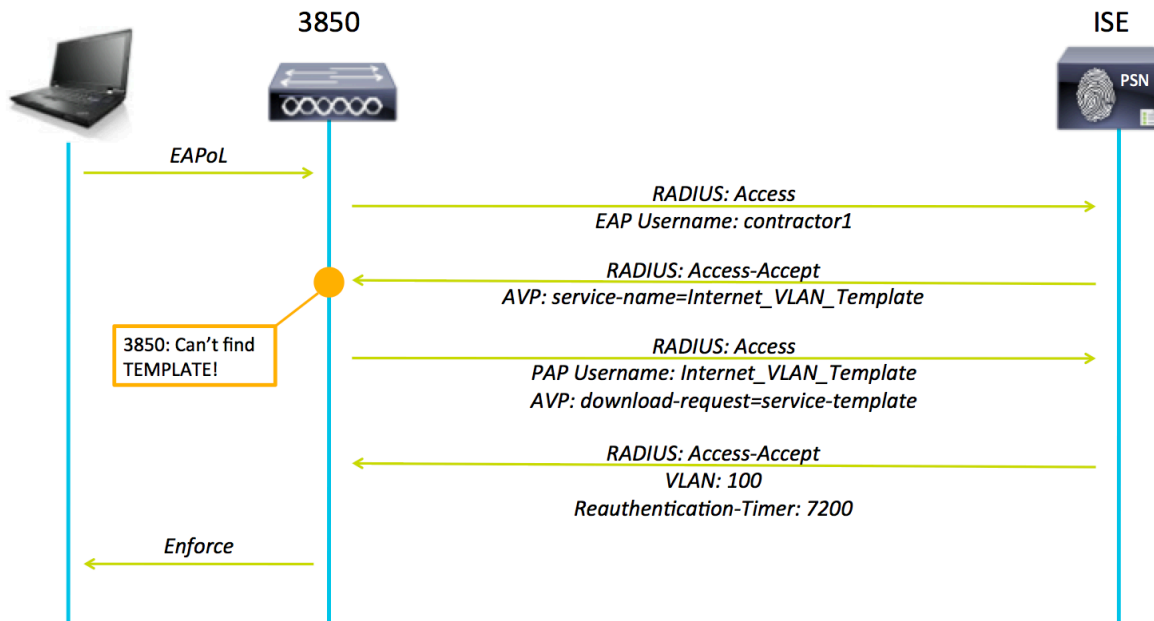 3850
ISE
PSN
EAPoL
RADIUS: Access
EAP Username: contractor1
RADIUS: Access-Accept
AVP: service-name=Internet_VLAN_Template
3850: Can't find
TEMPLATE!
RADIUS: Access
PAP Username: Internet_VLAN_Template
AVP: download-request=service-template
RADIUS: Access-Accept
VLAN: 100
Reauthentication-Timer: 7200
Enforce